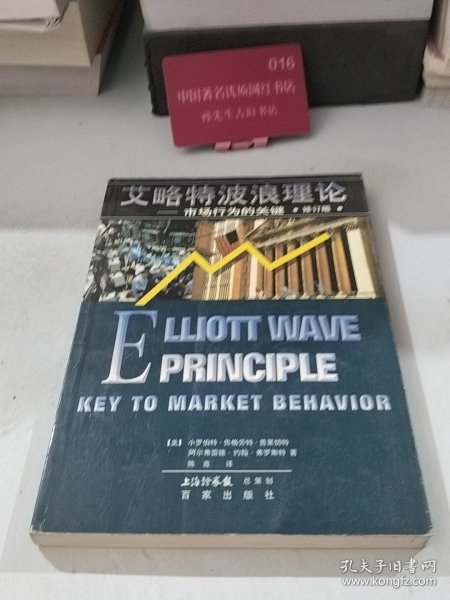 016
中国著名优质网红书店
孙先生古旧书店
艾略特波浪理论
——市场行为的关键·修订版·
ELLIOTT WAVE
PRINCIPLE
KEY TO MARKET BEHAVIOR
[美] 小罗伯特·鲁格劳特·普莱切特
阿尔弗雷德·约翰·弗罗斯特 著
陈鑫 译
上海证券报 总策划
百家出版社
孔夫子旧书网
www.kongfz.com